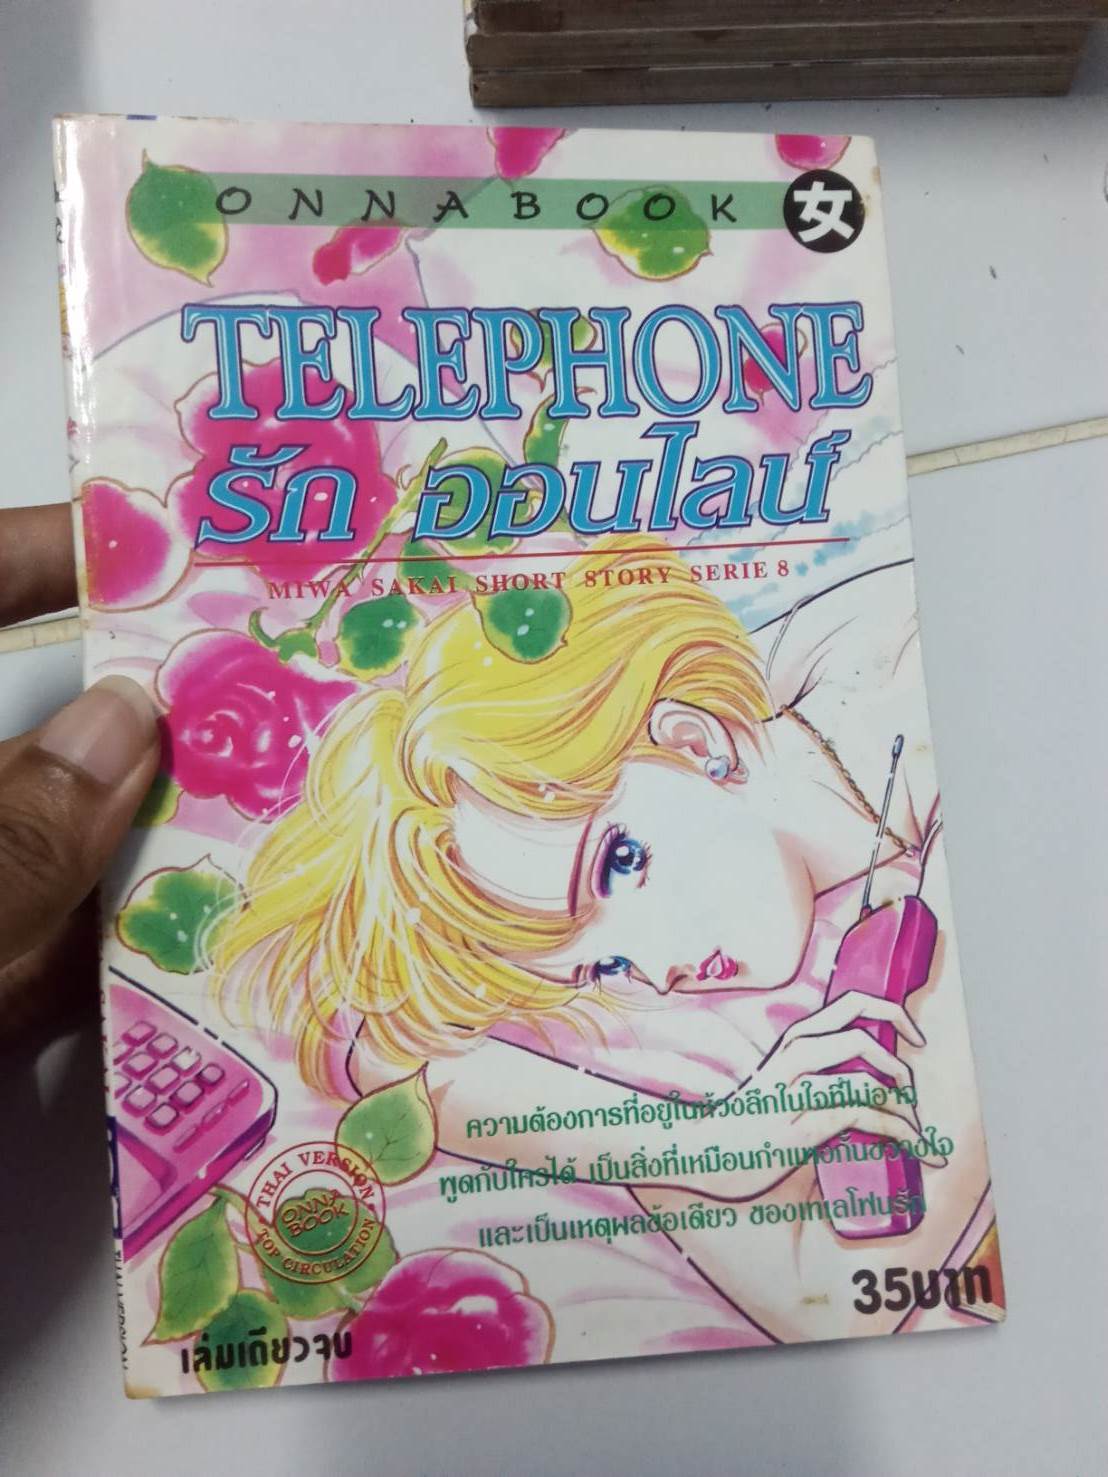 ONNABOOK 女
TELEPHONE
รัก ออนไลน์
MIWA SAKAI SHORT STORY SERIE 8
ความต้องการที่อยู่ในห้วงลึกในใจที่ไม่อาจ
พูดกับใครได้ เป็นสิ่งที่เหมือนกำแพงกั้นขวางใจ
และเป็นเหตุผลข้อเดียว ของเทเลโฟนรัก
THAI VERSION
ONNA
BOOK
TOP CIRCULATION
35บาท
เล่มเดียวจบ